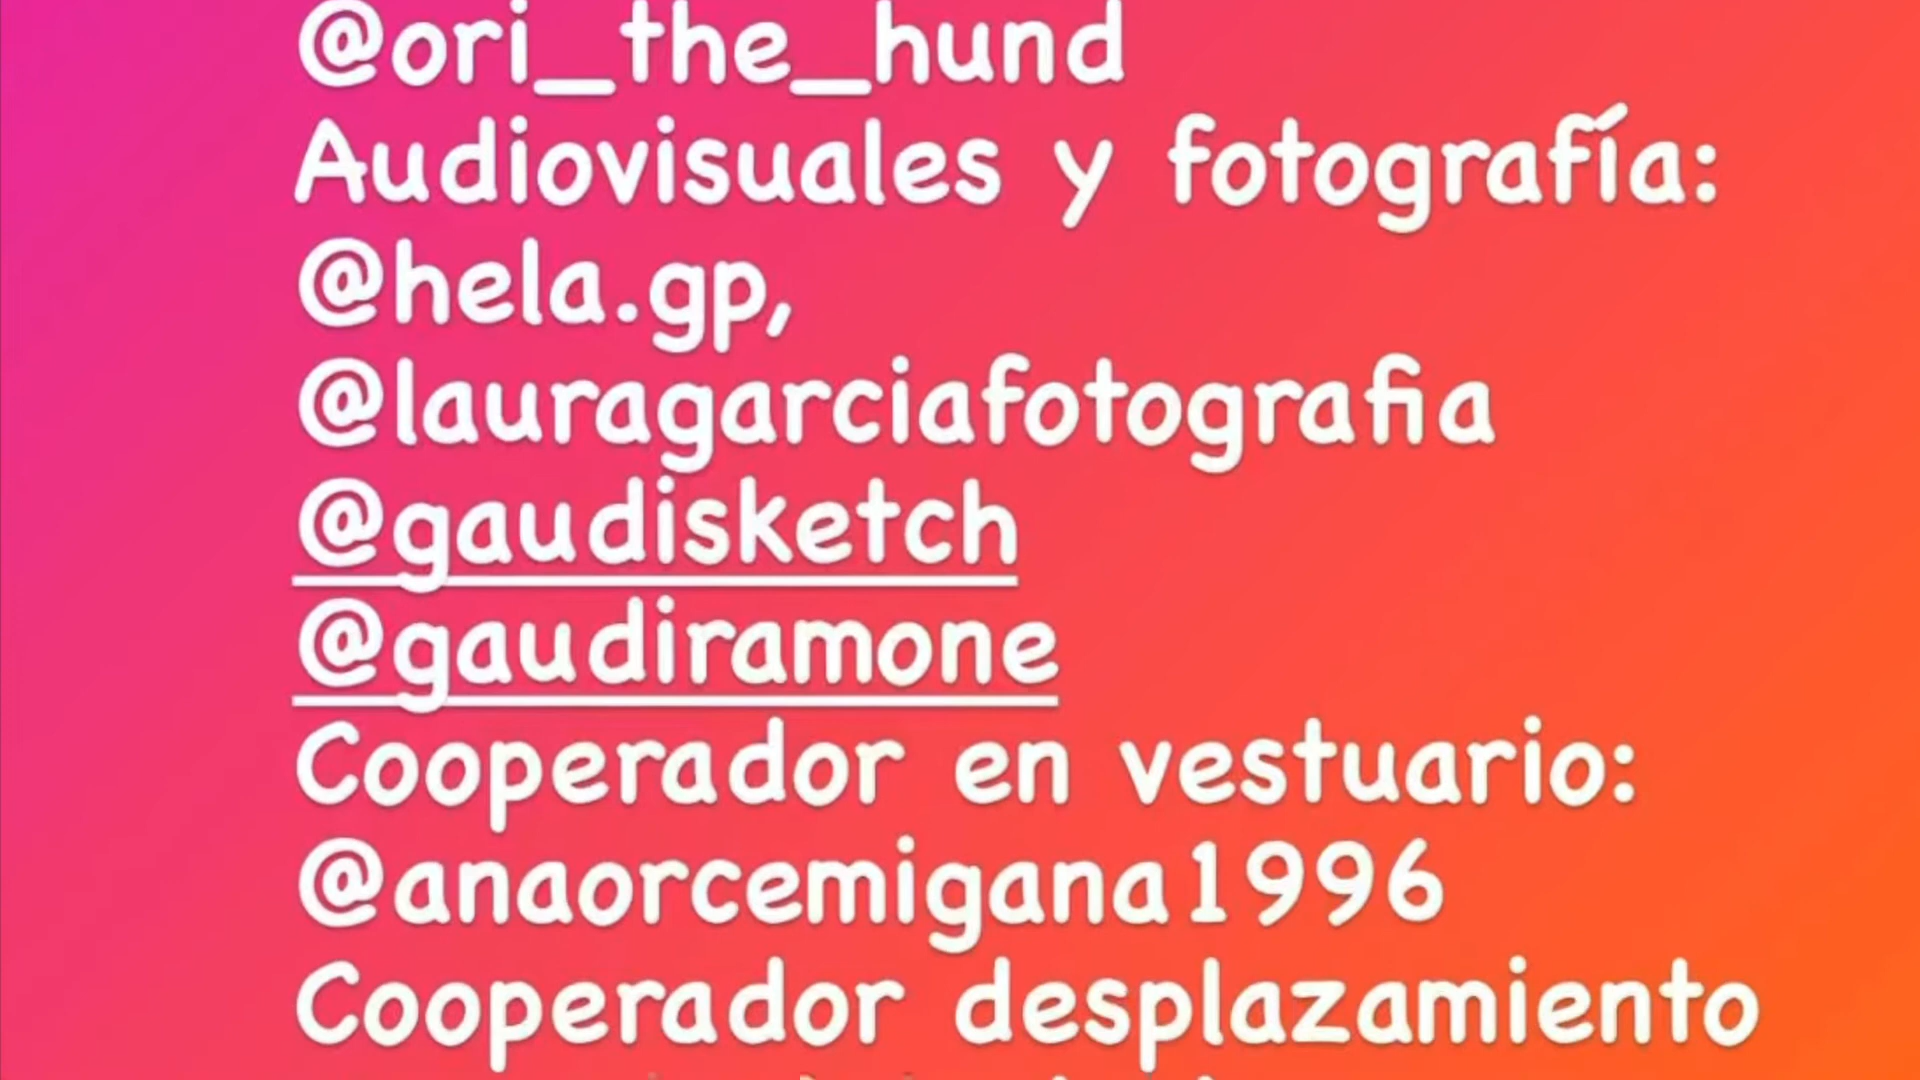 @ori_the_hund
Audiovisuales y fotografía:
@hela.gp,
@lauragarciafotografia
@gaudisketch
@gaudiramone
Cooperador en vestuario:
@anaorcemigana1996
Cooperador desplazamiento